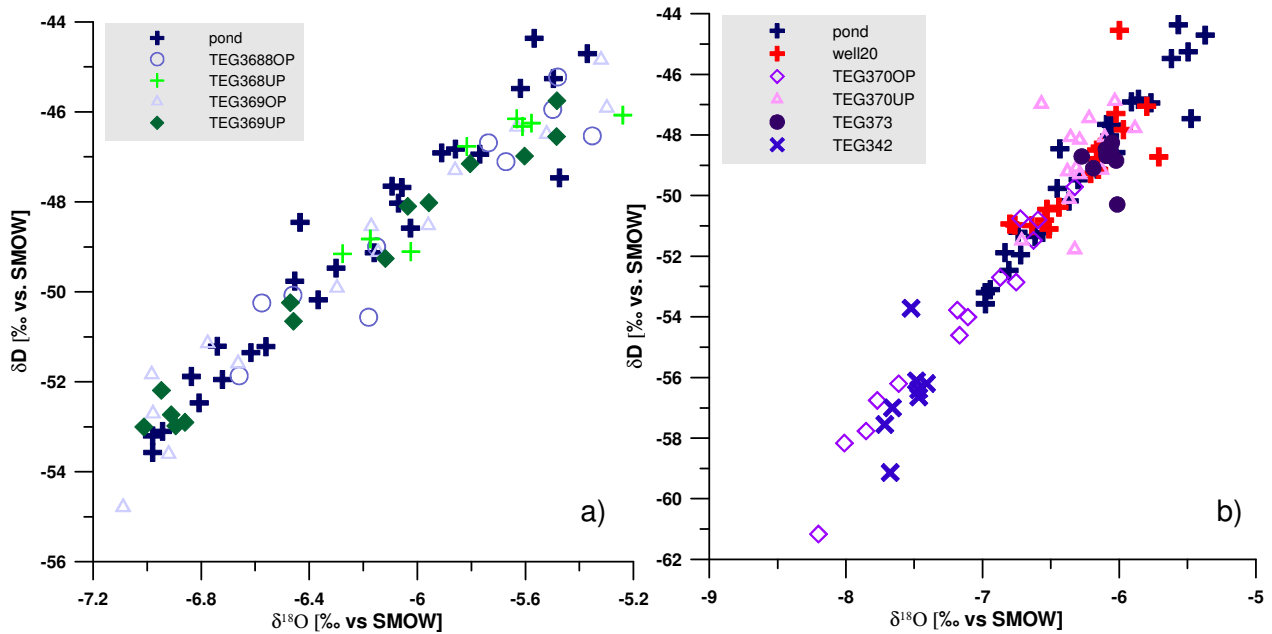 pond
TEG3688OP
TEG368UP
TEG369OP
TEG369UP
-44
-46
-48
-50
-52
-54
-56
δD [‰ vs. SMOW]
-7.2
-6.8
-6.4
-6
-5.6
-5.2
δ¹⁸O [‰ vs SMOW]
a)
pond
well20
TEG370OP
TEG370UP
TEG373
TEG342
-44
-46
-48
-50
-52
-54
-56
-58
-60
-62
δD [‰ vs. SMOW]
-9
-8
-7
-6
-5
δ¹⁸O [‰ vs SMOW]
b)